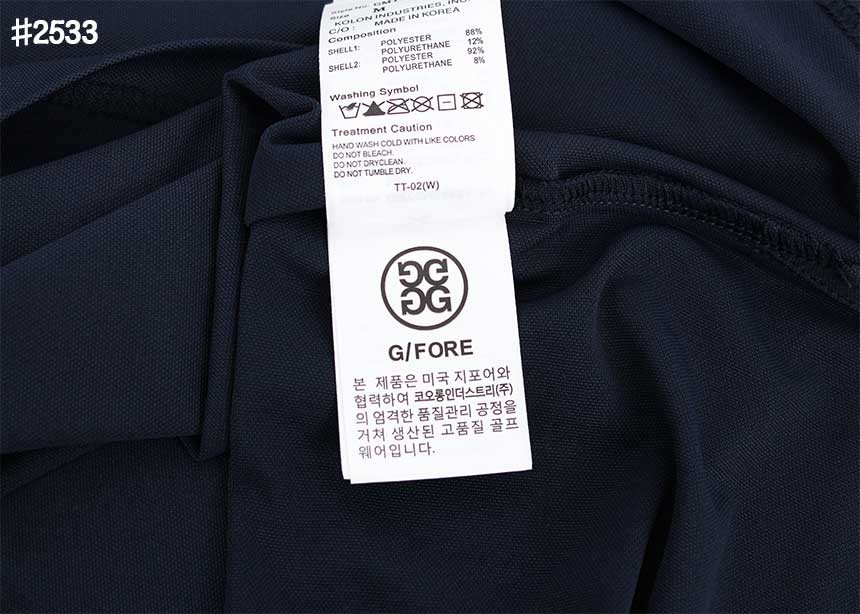 #2533
Style No. GMT
Size M
KOLON INDUSTRIES, INC.
C/O : MADE IN KOREA
Composition
SHELL1: POLYESTER 88%
POLYURETHANE 12%
SHELL2: POLYESTER 92%
POLYURETHANE 8%
Washing Symbol
Treatment Caution
HAND WASH COLD WITH LIKE COLORS
DO NOT BLEACH.
DO NOT DRYCLEAN.
DO NOT TUMBLE DRY.
TT-02(W)
G/FORE
본 제품은 미국 지포어와
협력하여 코오롱인더스트리(주)
의 엄격한 품질관리 공정을
거쳐 생산된 고품질 골프
웨어입니다.